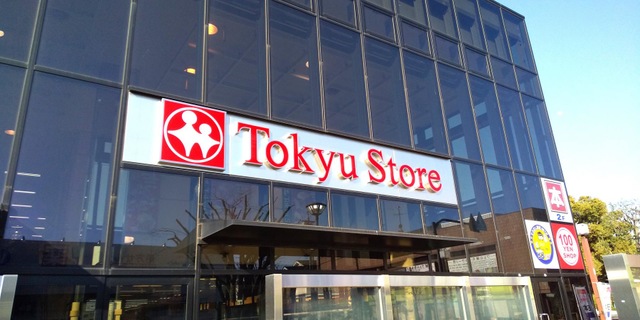 Tokyu Store
2F
100
YEN
SHOP